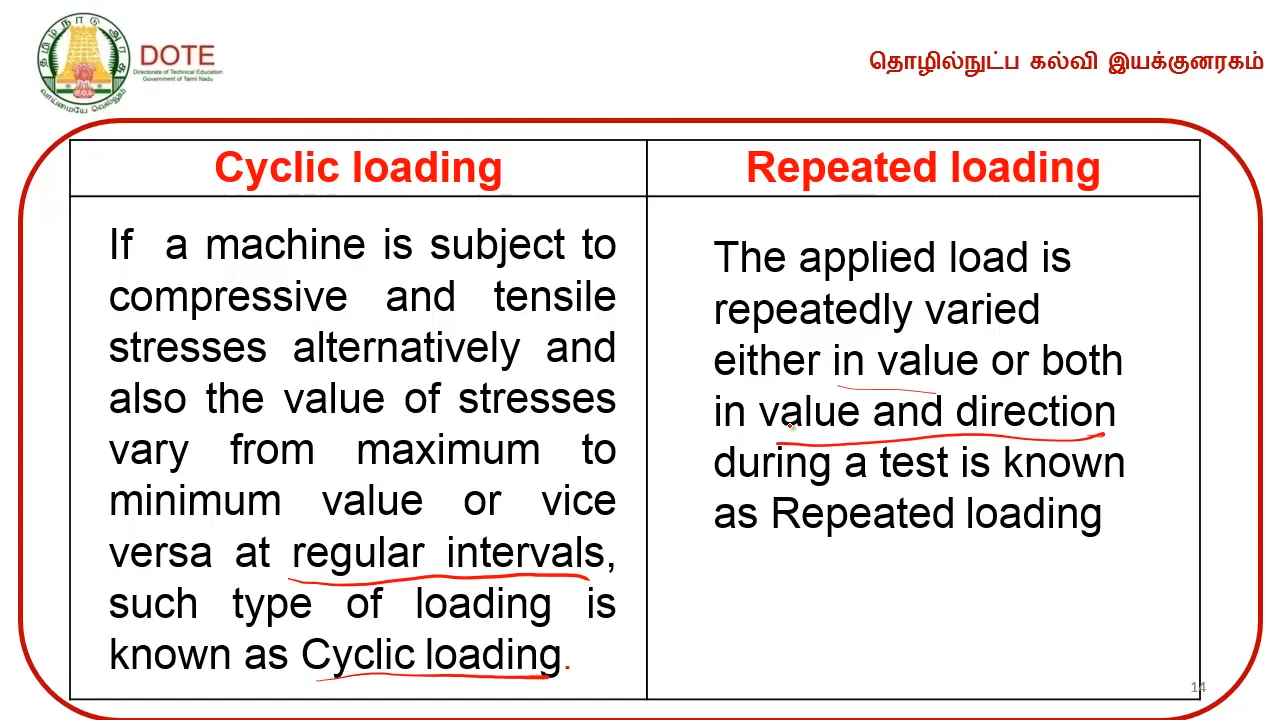 தமிழ்நாடு அரசு
வாய்மையே வெல்லும்
DOTE
Directorate of Technical Education
Government of Tamil Nadu
தொழில்நுட்ப கல்வி இயக்குனரகம்
Cyclic loading
If a machine is subject to
compressive and tensile
stresses alternatively and
also the value of stresses
vary from maximum to
minimum value or vice
versa at regular intervals,
such type of loading is
known as Cyclic loading.
Repeated loading
The applied load is
repeatedly varied
either in value or both
in value and direction
during a test is known
as Repeated loading
14